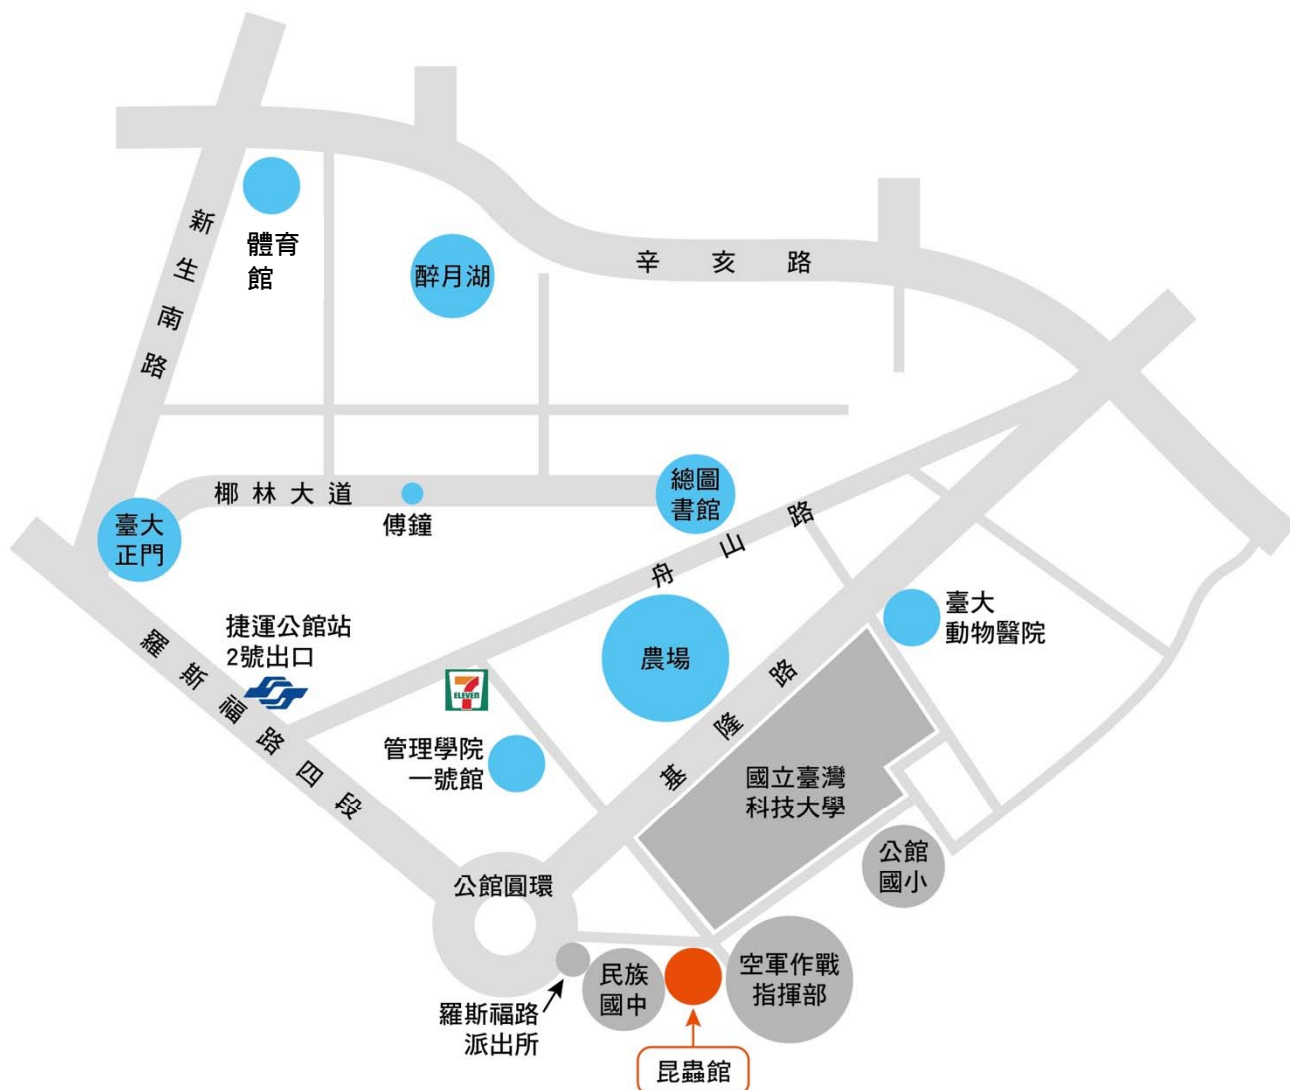 新生南路
體育
館
醉月湖
辛亥路
椰林大道
傅鐘
總圖
書館
臺大
正門
舟山路
捷運公館站
2號出口
羅斯福路四段
7
ELEVEN
農場
臺大
動物醫院
管理學院
一號館
基隆路
國立臺灣
科技大學
公館
國小
公館圓環
民族
國中
空軍作戰
指揮部
羅斯福路
派出所
昆蟲館